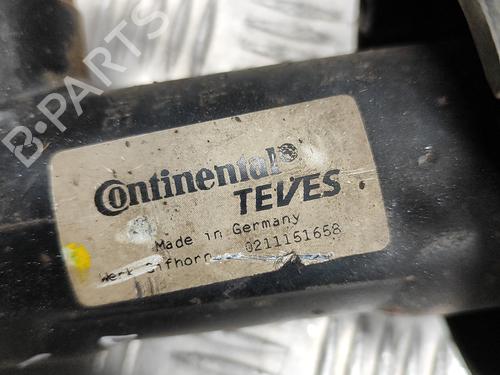 B-PARTS
Continental
TEVES
Made in Germany
Werk Gifhorn 0211151658